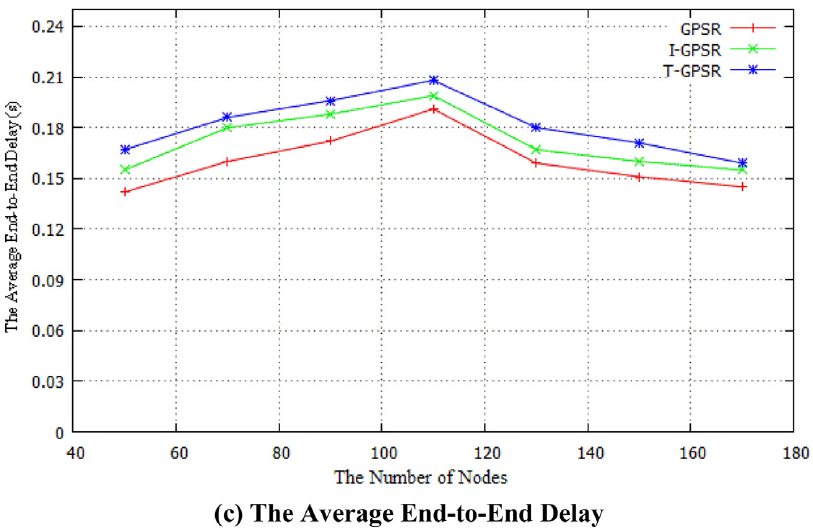 0.24
0.21
0.18
0.15
0.12
0.09
0.06
0.03
0
The Average End-to-End Delay (s)
GPSR
I-GPSR
T-GPSR
40 60 80 100 120 140 160 180
The Number of Nodes
(c) The Average End-to-End Delay